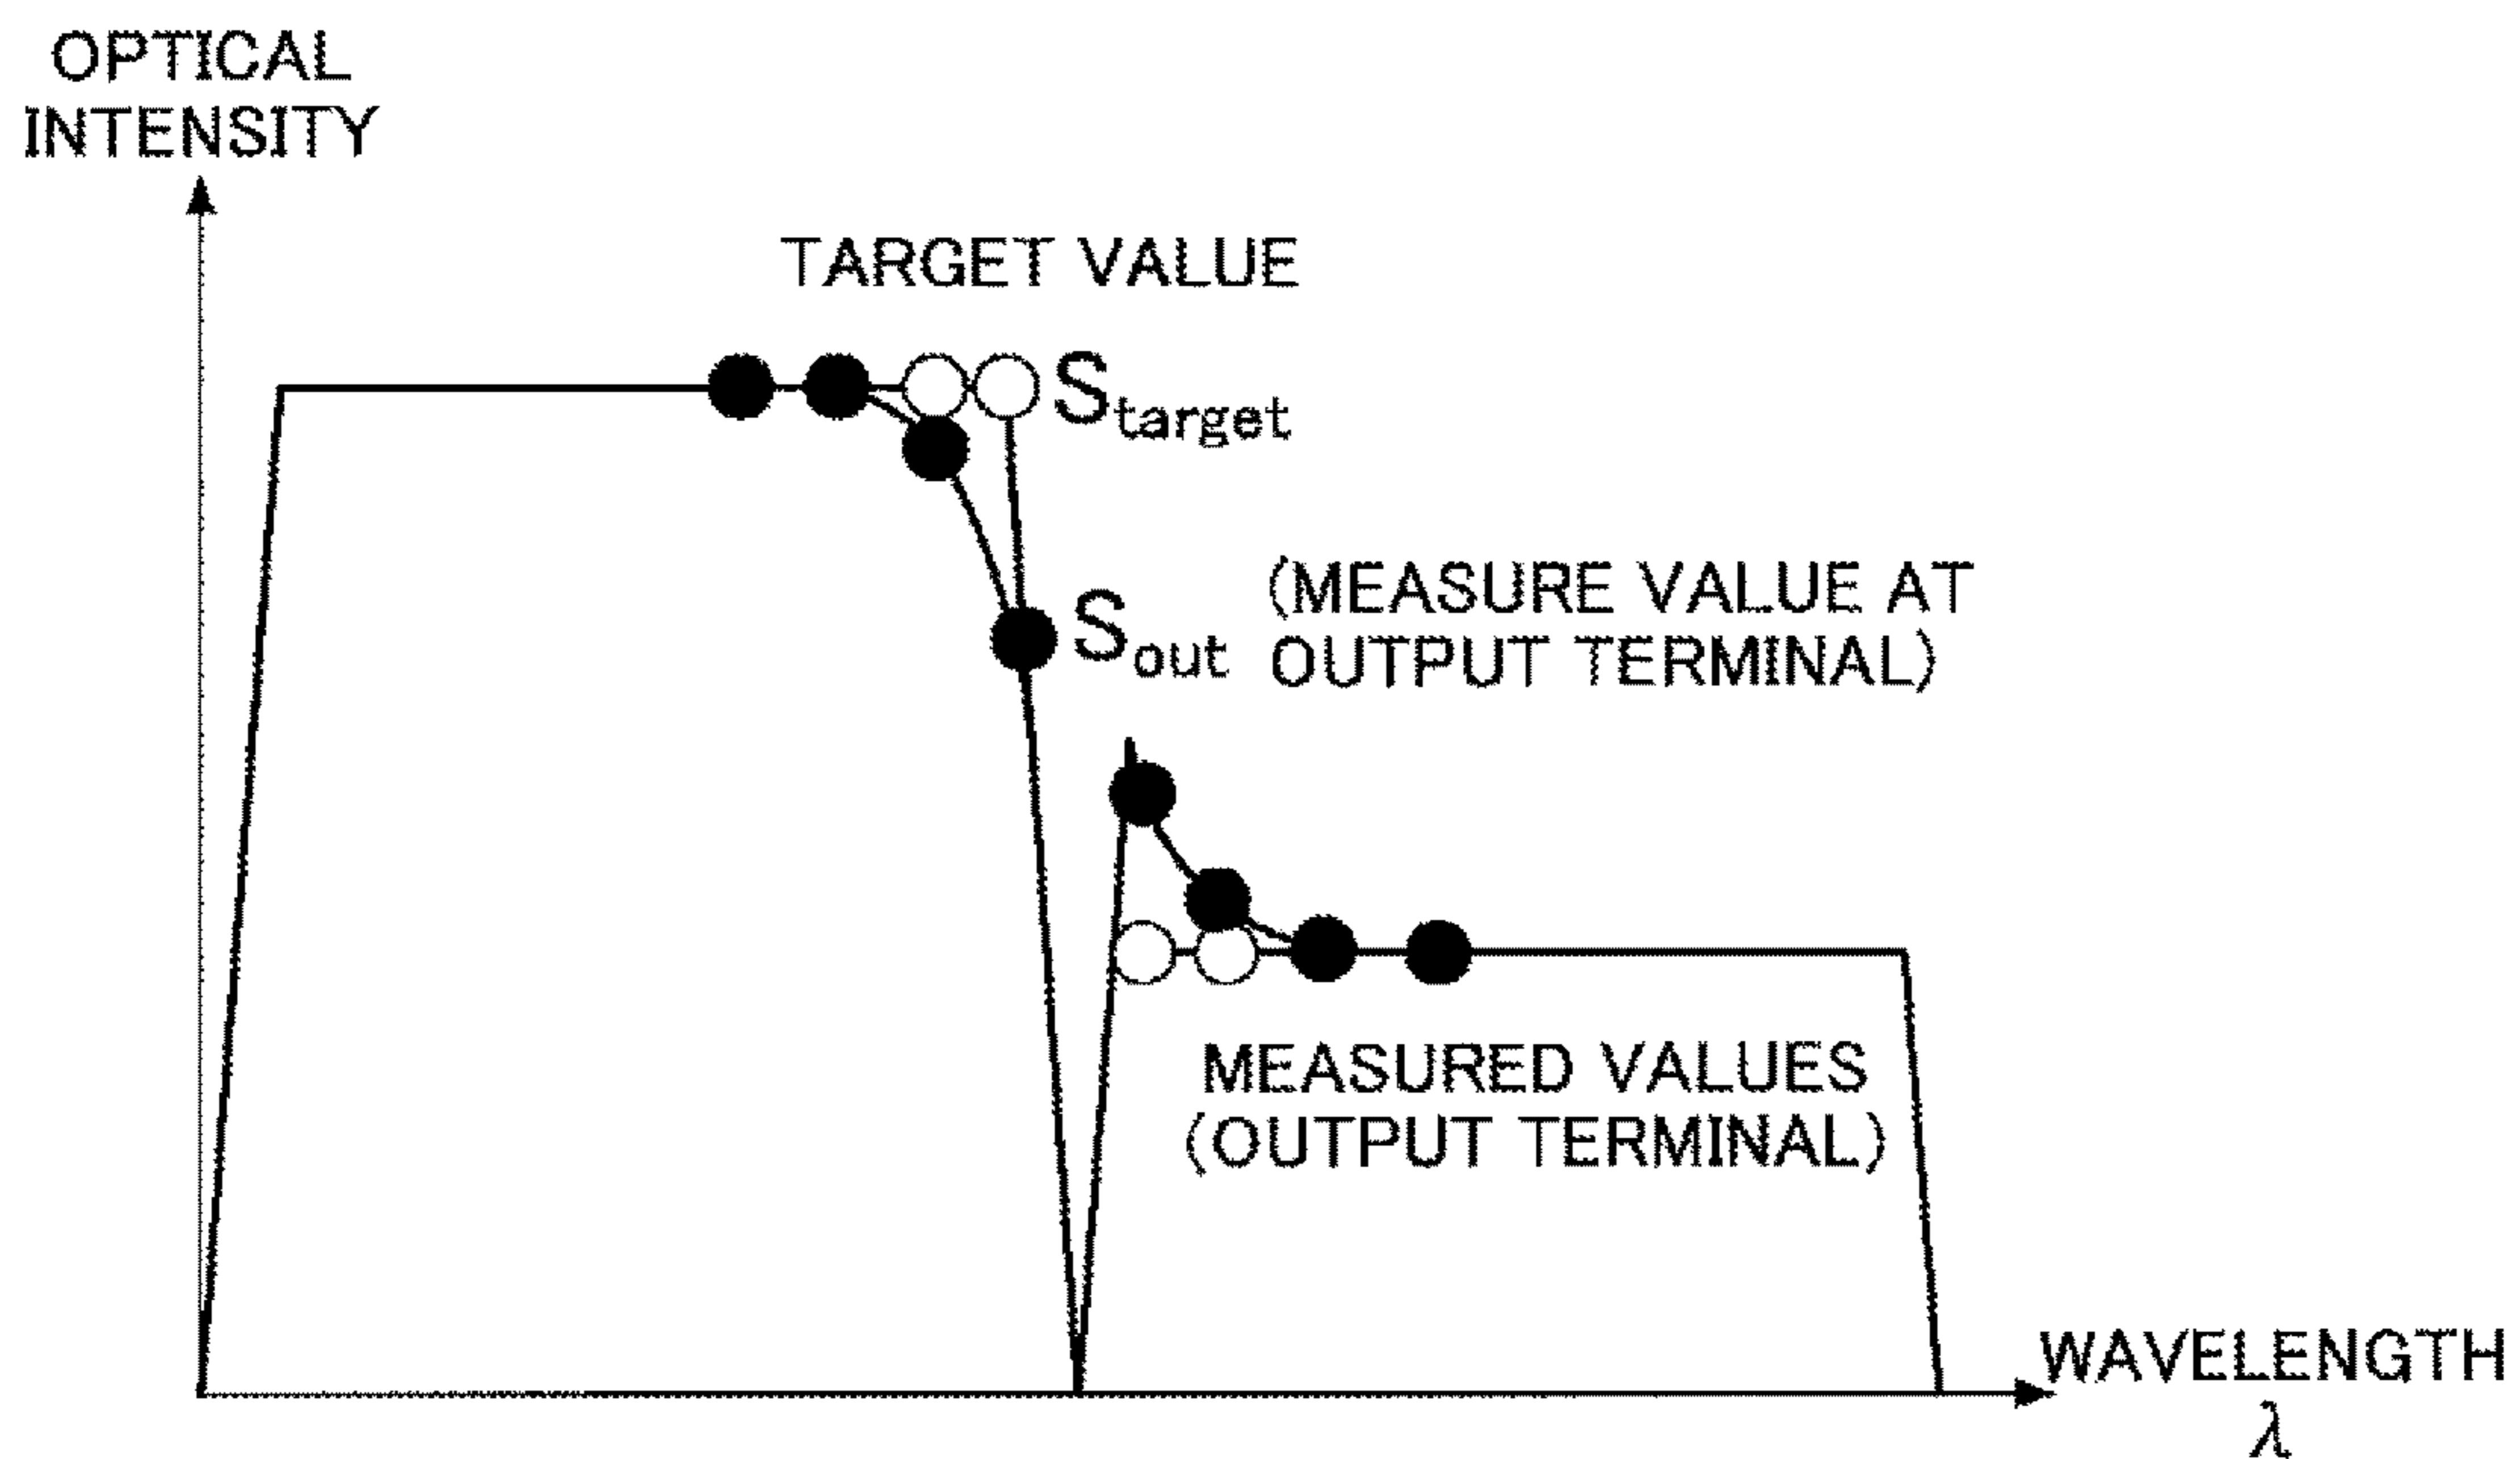 OPTICAL
INTENSITY
TARGET VALUE
Starget
Sout (MEASURE VALUE AT
OUTPUT TERMINAL)
MEASURED VALUES
(OUTPUT TERMINAL)
WAVELENGTH
λ